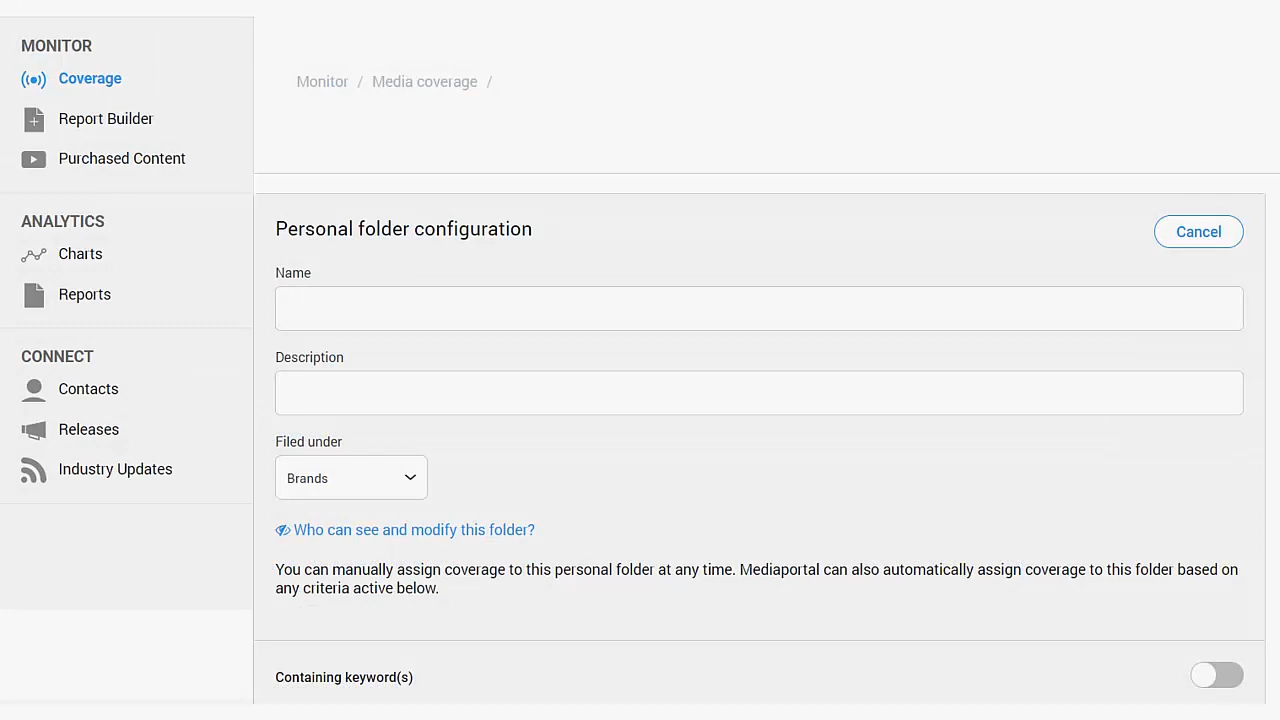 MONITOR
Coverage
Report Builder
Purchased Content
ANALYTICS
Charts
Reports
CONNECT
Contacts
Releases
Industry Updates
Monitor / Media coverage /
Personal folder configuration
Cancel
Name
Description
Filed under
Brands
Who can see and modify this folder?
You can manually assign coverage to this personal folder at any time. Mediaportal can also automatically assign coverage to this folder based on
any criteria active below.
Containing keyword(s)